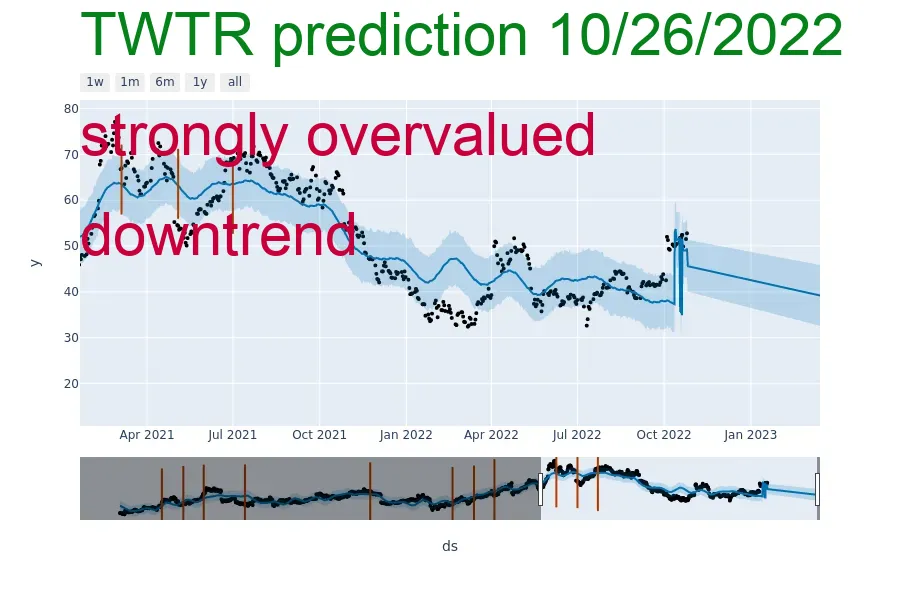 TWTR prediction 10/26/2022
1w 1m 6m 1y all
strongly overvalued
downtrend
80
70
60
50
40
30
20
y
Apr 2021 Jul 2021 Oct 2021 Jan 2022 Apr 2022 Jul 2022 Oct 2022 Jan 2023
ds